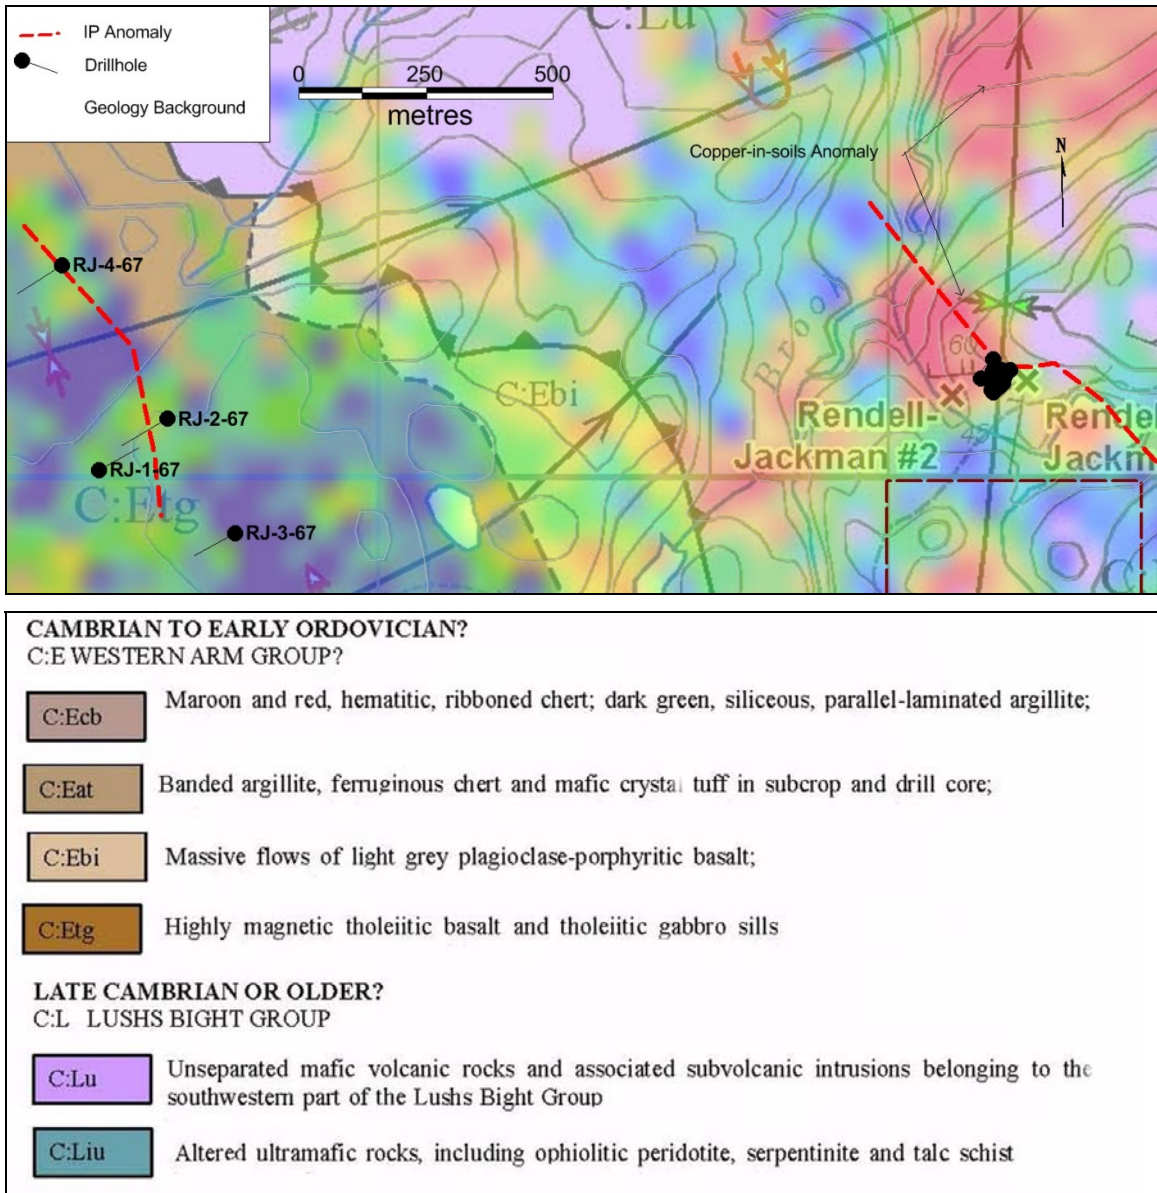 IP Anomaly
Drillhole
Geology Background
0 250 500
metres
C:Lu
Copper-in-soils Anomaly
N
RJ-4-67
RJ-2-67
RJ-1-67
C:Etg
RJ-3-67
C:Ebi
Brook
60
Rendell-
Jackman #2
45
Rendel
Jackm
CAMBRIAN TO EARLY ORDOVICIAN?
C:E WESTERN ARM GROUP?
C:Ecb
Maroon and red, hematitic, ribboned chert; dark green, siliceous, parallel-laminated argillite;
C:Eat
Banded argillite, ferruginous chert and mafic crystal tuff in subcrop and drill core;
C:Ebi
Massive flows of light grey plagioclase-porphyritic basalt;
C:Etg
Highly magnetic tholeiitic basalt and tholeiitic gabbro sills
LATE CAMBRIAN OR OLDER?
C:L LUSHS BIGHT GROUP
C:Lu
Unseparated mafic volcanic rocks and associated subvolcanic intrusions belonging to the
southwestern part of the Lushs Bight Group
C:Liu
Altered ultramafic rocks, including ophiolitic peridotite, serpentinite and talc schist